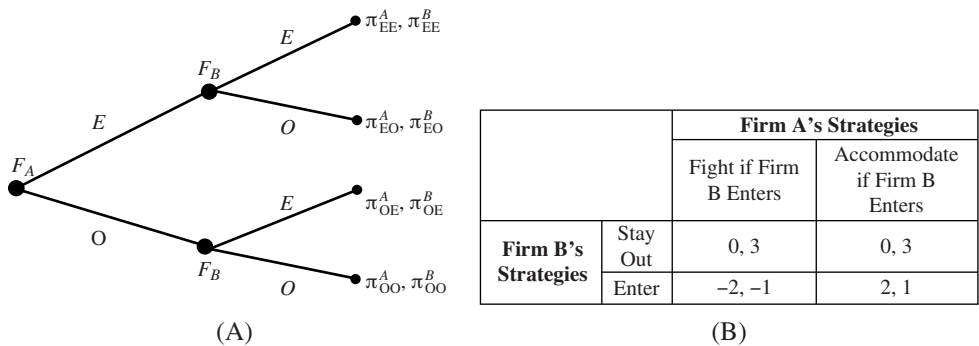 π^A_EE, π^B_EE
E
F_B
E
O
π^A_EO, π^B_EO
F_A
π^A_OE, π^B_OE
E
O
F_B
O
π^A_OO, π^B_OO
(A)
Firm A's Strategies
Fight if Firm
B Enters
Accommodate
if Firm B
Enters
Firm B's
Strategies
Stay
Out
0, 3
0, 3
Enter
−2, −1
2, 1
(B)